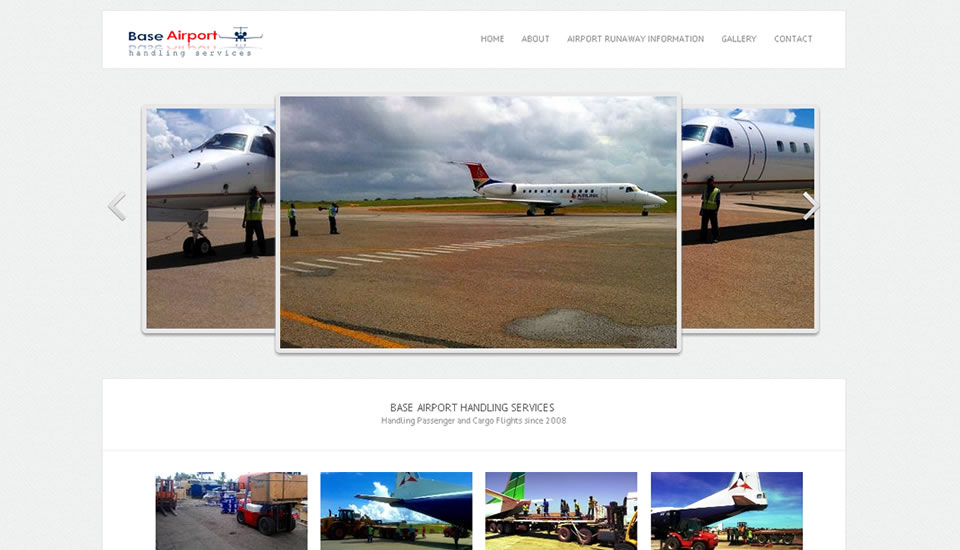 Base Airport
handling services
HOME ABOUT AIRPORT RUNAWAY INFORMATION GALLERY CONTACT
AIRLINK
BASE AIRPORT HANDLING SERVICES
Handling Passenger and Cargo Flights since 2008